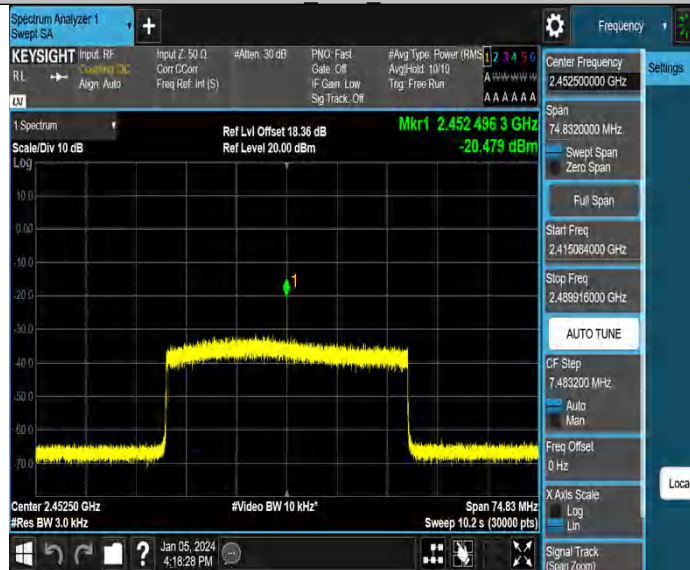 Spectrum Analyzer 1
Swept SA
Frequency
KEYSIGHT
RL
Input: RF
Coupling: DC
Align: Auto
Input Z: 50 Ω
Corr CCorr
Freq Ref: Int (S)
#Atten: 30 dB
PNO: Fast
Gate: Off
IF Gain: Low
Sig Track: Off
#Avg Type: Power (RMS)
Avg|Hold: 10/10
Trig: Free Run
1 2 3 4 5 6
A W W W W W
A A A A A A
LXI
1 Spectrum
Scale/Div 10 dB
Log
Ref Lvl Offset 18.36 dB
Ref Level 20.00 dBm
Mkr1 2.452 496 3 GHz
-20.479 dBm
10.0
0.00
-10.0
-20.0
-30.0
-40.0
-50.0
-60.0
-70.0
1
Center 2.45250 GHz
#Res BW 3.0 kHz
#Video BW 10 kHz*
Span 74.83 MHz
Sweep 10.2 s (30000 pts)
Jan 05, 2024
4:18:28 PM
Center Frequency
2.452500000 GHz
Span
74.8320000 MHz
Swept Span
Zero Span
Full Span
Start Freq
2.415084000 GHz
Stop Freq
2.489916000 GHz
AUTO TUNE
CF Step
7.483200 MHz
Auto
Man
Freq Offset
0 Hz
X Axis Scale
Log
Lin
Signal Track
(Span Zoom)
Settings
Loca